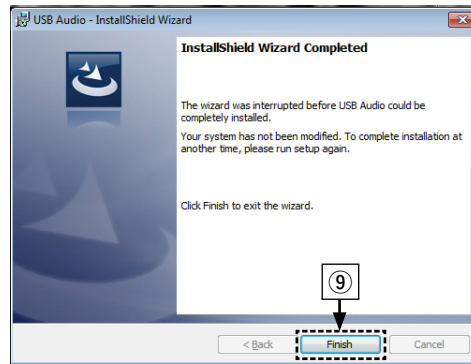 USB Audio - InstallShield Wizard
InstallShield Wizard Completed
The wizard was interrupted before USB Audio could be
completely installed.
Your system has not been modified. To complete installation at
another time, please run setup again.
Click Finish to exit the wizard.
⑨
< Back Finish Cancel